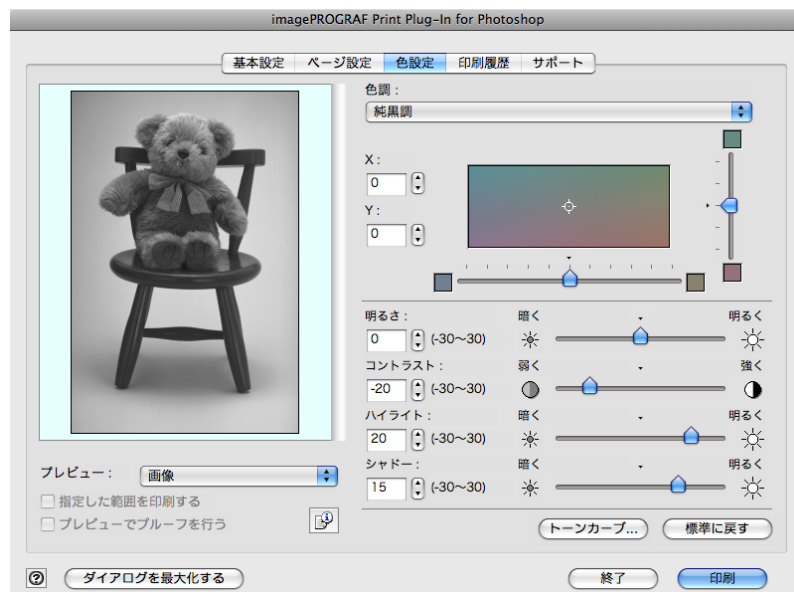 imagePROGRAF Print Plug-In for Photoshop
基本設定 ページ設定 色設定 印刷履歴 サポート
色調：
純黒調
X：
0
Y：
0
明るさ： 暗く 明るく
0 (-30〜30)
コントラスト： 弱く 強く
-20 (-30〜30)
ハイライト： 暗く 明るく
20 (-30〜30)
シャドー： 暗く 明るく
15 (-30〜30)
プレビュー： 画像
指定した範囲を印刷する
プレビューでプルーフを行う
トーンカーブ... 標準に戻す
? ダイアログを最大化する 終了 印刷